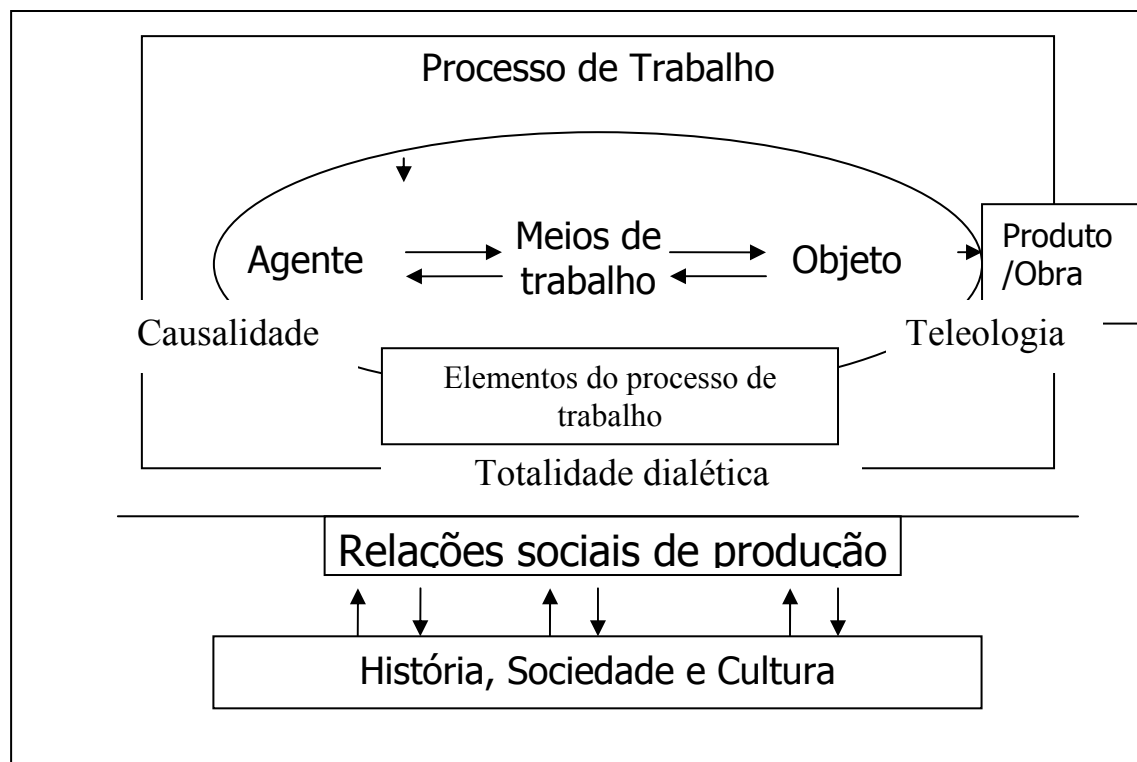 Processo de Trabalho
Agente
Meios de
trabalho
Objeto
Produto
/Obra
Causalidade
Teleologia
Elementos do processo de
trabalho
Totalidade dialética
Relações sociais de produção
História, Sociedade e Cultura